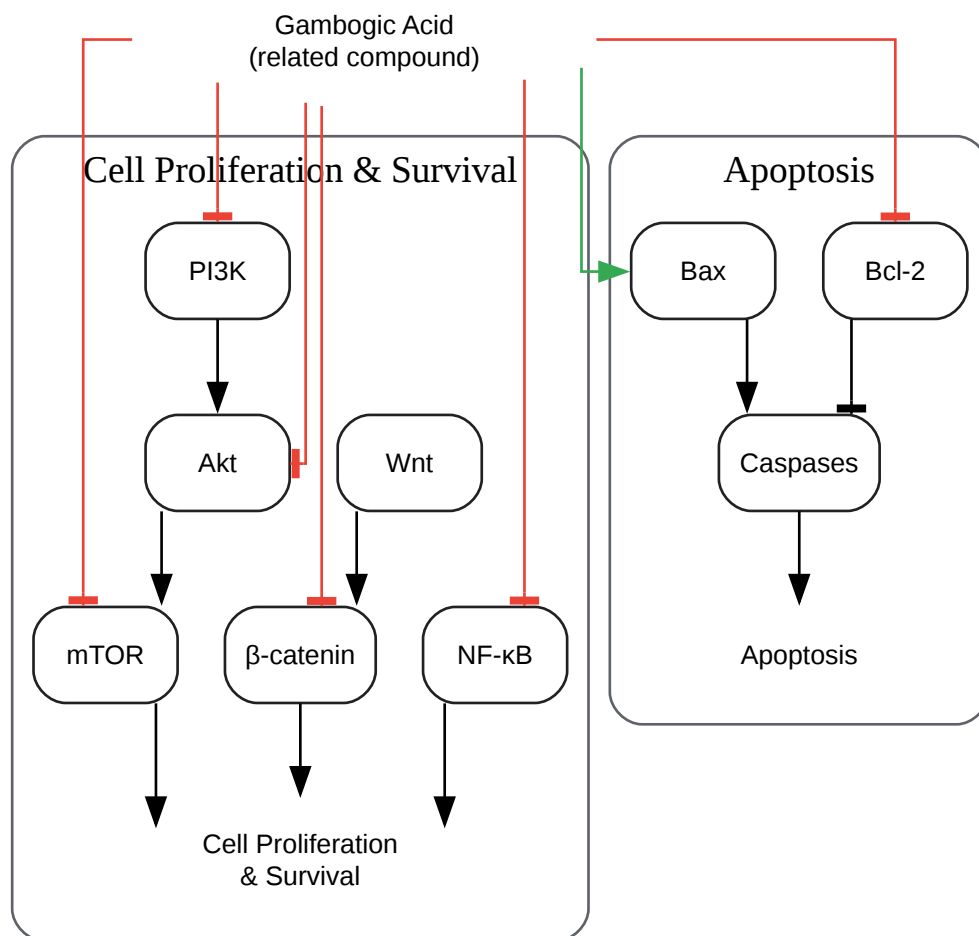 Gambogic Acid
(related compound)
Cell Proliferation & Survival
Apoptosis
PI3K
Bax
Bcl-2
Akt
Wnt
Caspases
mTOR
β-catenin
NF-κB
Apoptosis
Cell Proliferation
& Survival